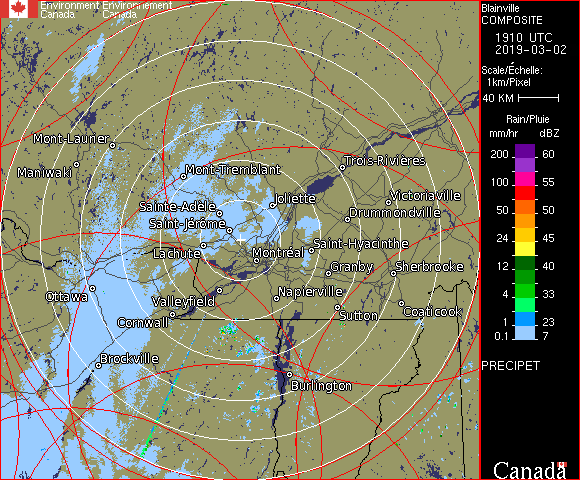 Environment Environnement
Canada Canada
Blainville
COMPOSITE
1910 UTC
2019-03-02
Scale/Échelle:
1km/Pixel
40 KM
Rain/Pluie
mm/hr dBZ
200 60
100 55
50 50
24 45
12 40
4 33
1 23
0.1 7
PRECIPET
Canada
Mont-Laurier
Maniwaki
Mont-Tremblant
Trois-Rivières
Sainte-Adèle
Joliette
Victoriaville
Saint-Jérôme
Drummondville
Lachute
Montréal
Saint-Hyacinthe
Granby
Sherbrooke
Ottawa
Valleyfield
Napierville
Cornwall
Sutton
Coaticook
Brockville
Burlington